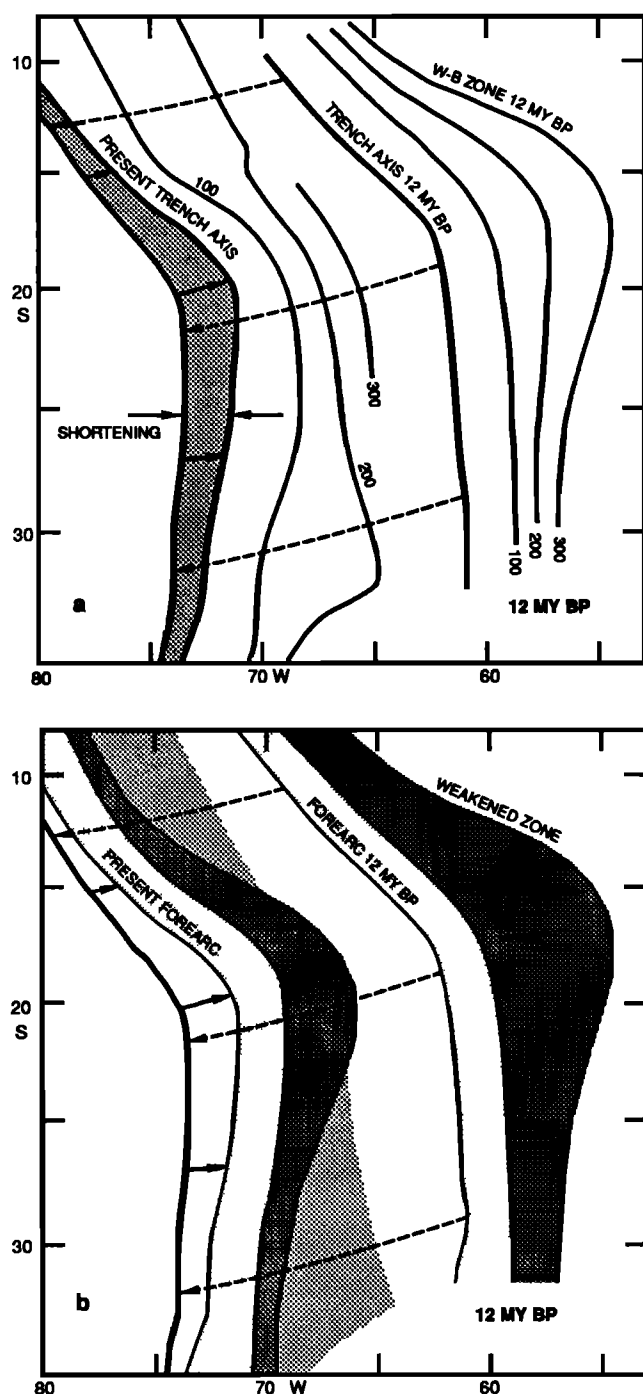 10
20
S
30
80
70 W
60
a
W-B ZONE 12 MY BP
TRENCH AXIS 12 MY BP
PRESENT TRENCH AXIS
100
200
300
SHORTENING
100
200
300
12 MY BP
10
20
S
30
80
70 W
60
b
WEAKENED ZONE
FOREARC 12 MY BP
PRESENT FOREARC
12 MY BP